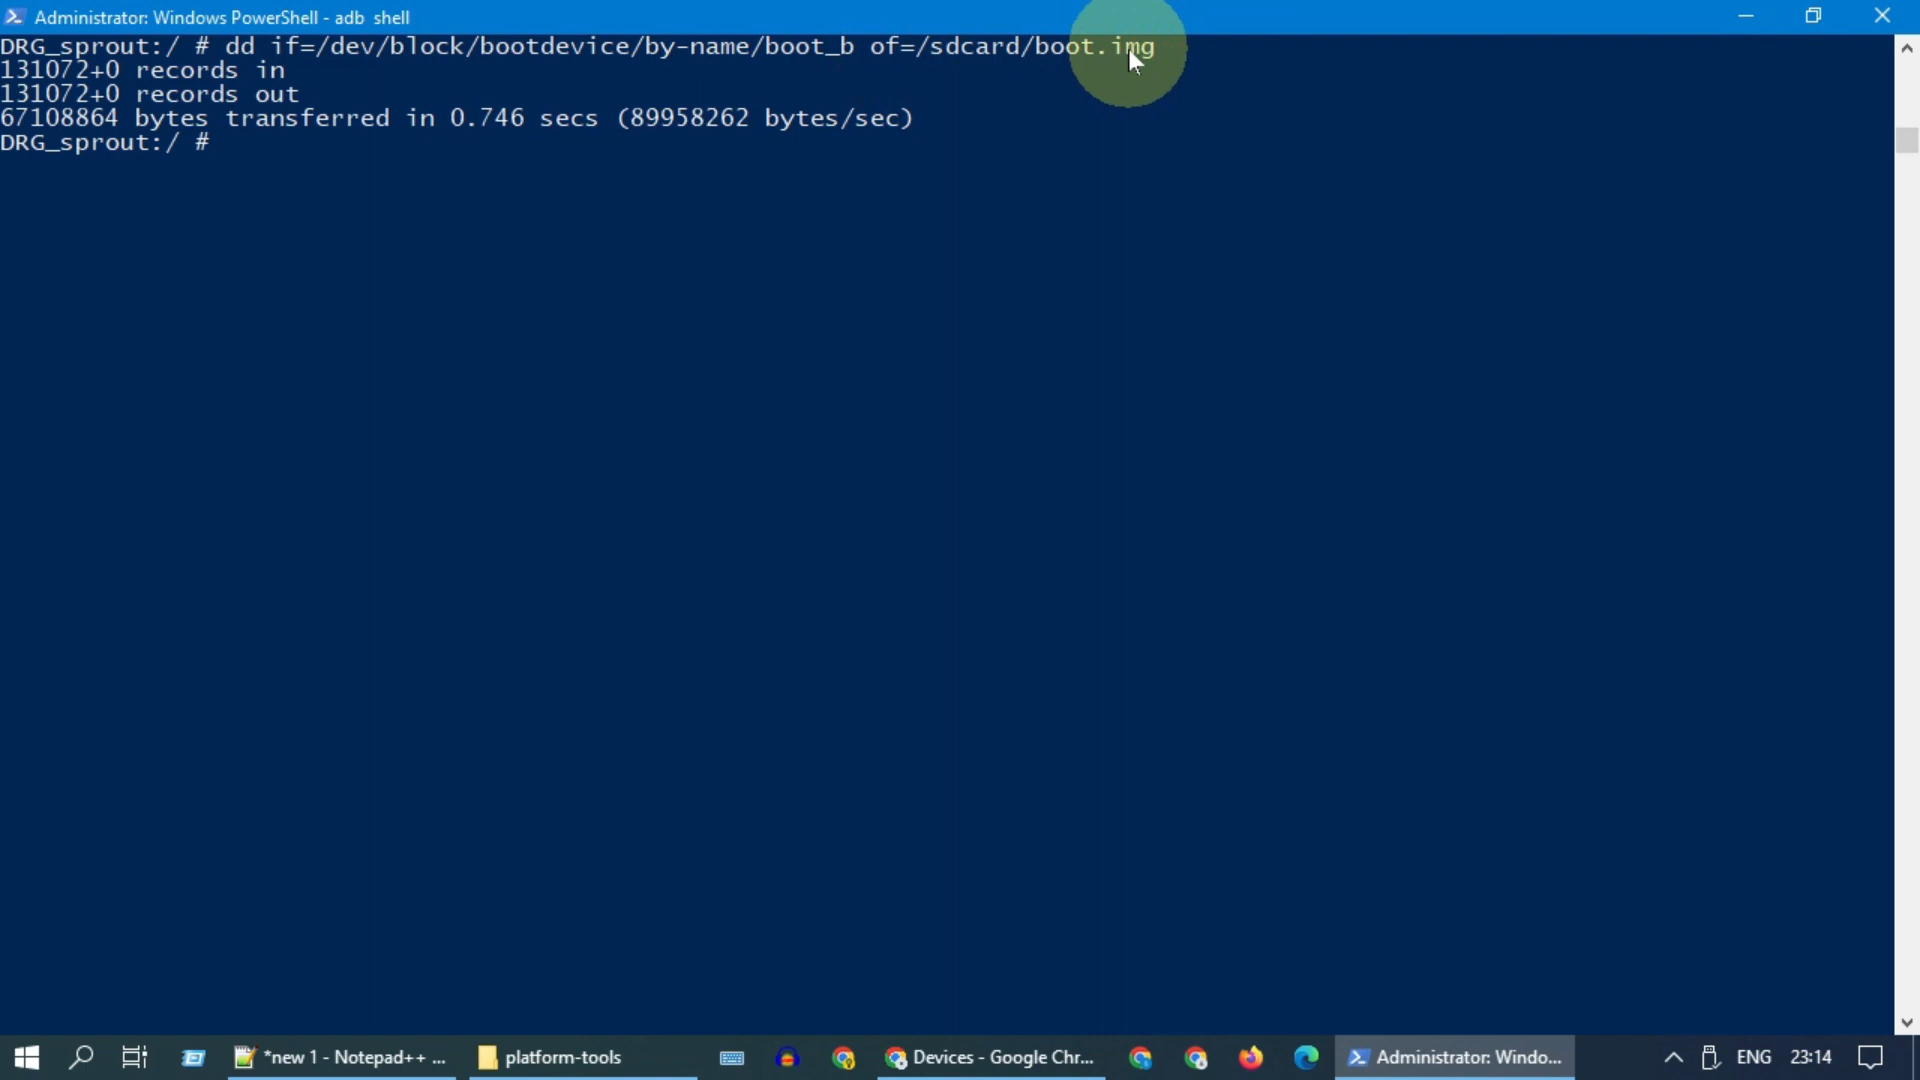 Administrator: Windows PowerShell - adb  shell
DRG_sprout:/ # dd if=/dev/block/bootdevice/by-name/boot_b of=/sdcard/boot.img
131072+0 records in
131072+0 records out
67108864 bytes transferred in 0.746 secs (89958262 bytes/sec)
DRG_sprout:/ #
*new 1 - Notepad++ ...
platform-tools
Devices - Google Chr...
Administrator: Windo...
ENG
23:14